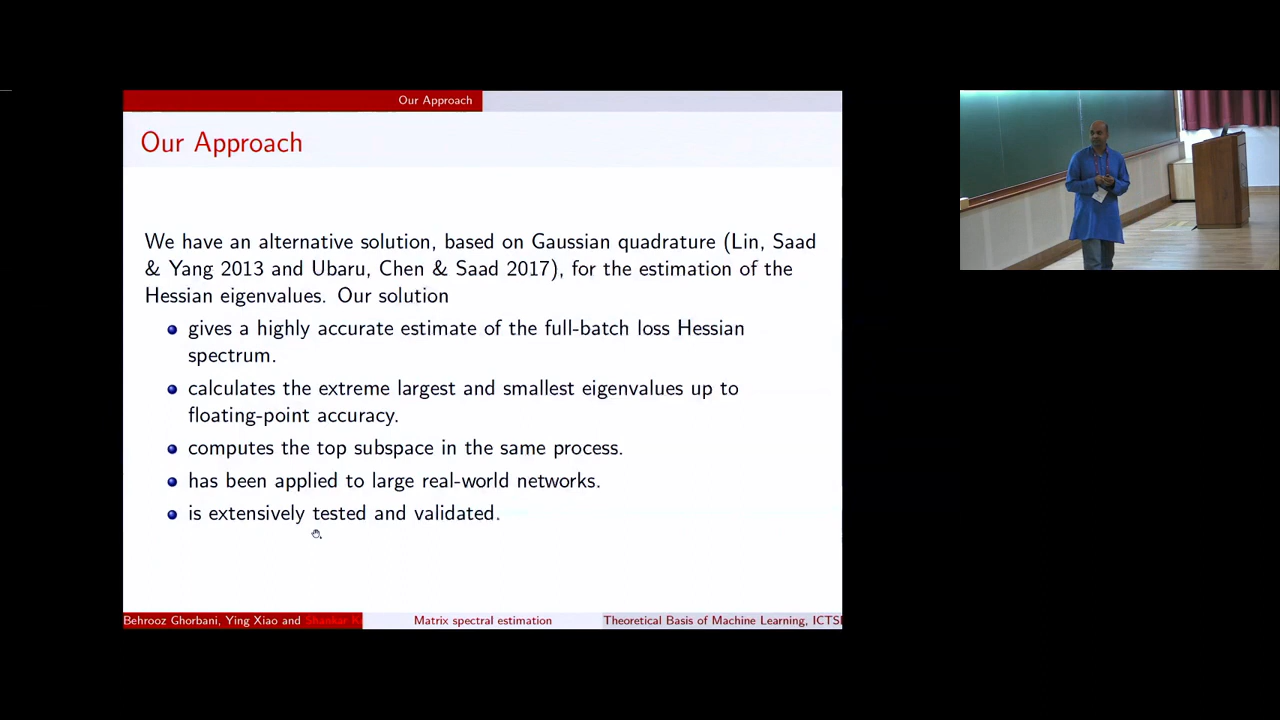 Our Approach
Our Approach
We have an alternative solution, based on Gaussian quadrature (Lin, Saad
& Yang 2013 and Ubaru, Chen & Saad 2017), for the estimation of the
Hessian eigenvalues. Our solution
gives a highly accurate estimate of the full-batch loss Hessian
spectrum.
calculates the extreme largest and smallest eigenvalues up to
floating-point accuracy.
computes the top subspace in the same process.
has been applied to large real-world networks.
is extensively tested and validated.
Behrooz Ghorbani, Ying Xiao and Shankar
Matrix spectral estimation
Theoretical Basis of Machine Learning,